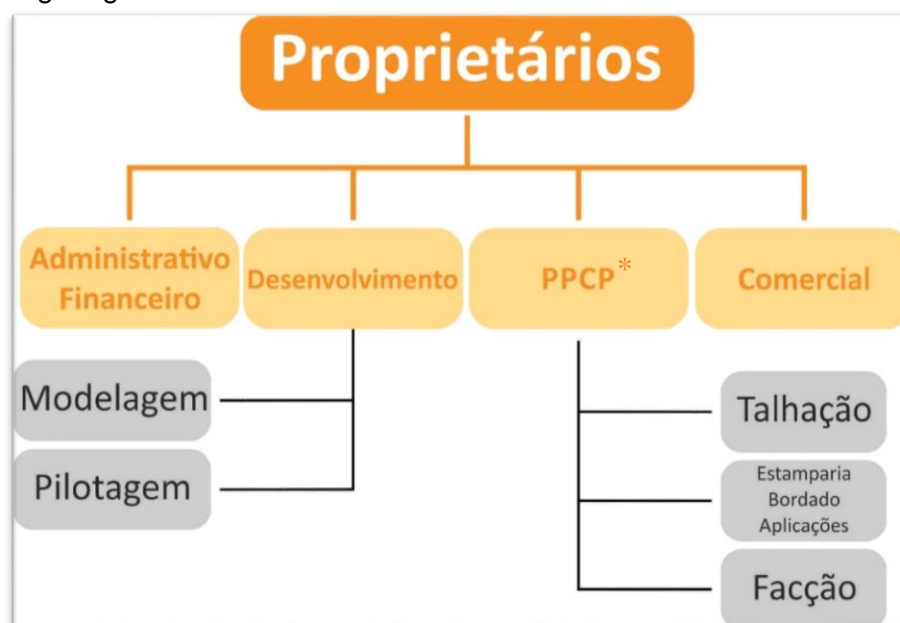 Proprietários
Administrativo
Financeiro
Desenvolvimento
PPCP*
Comercial
Modelagem
Pilotagem
Talhação
Estamparia
Bordado
Aplicações
Facção